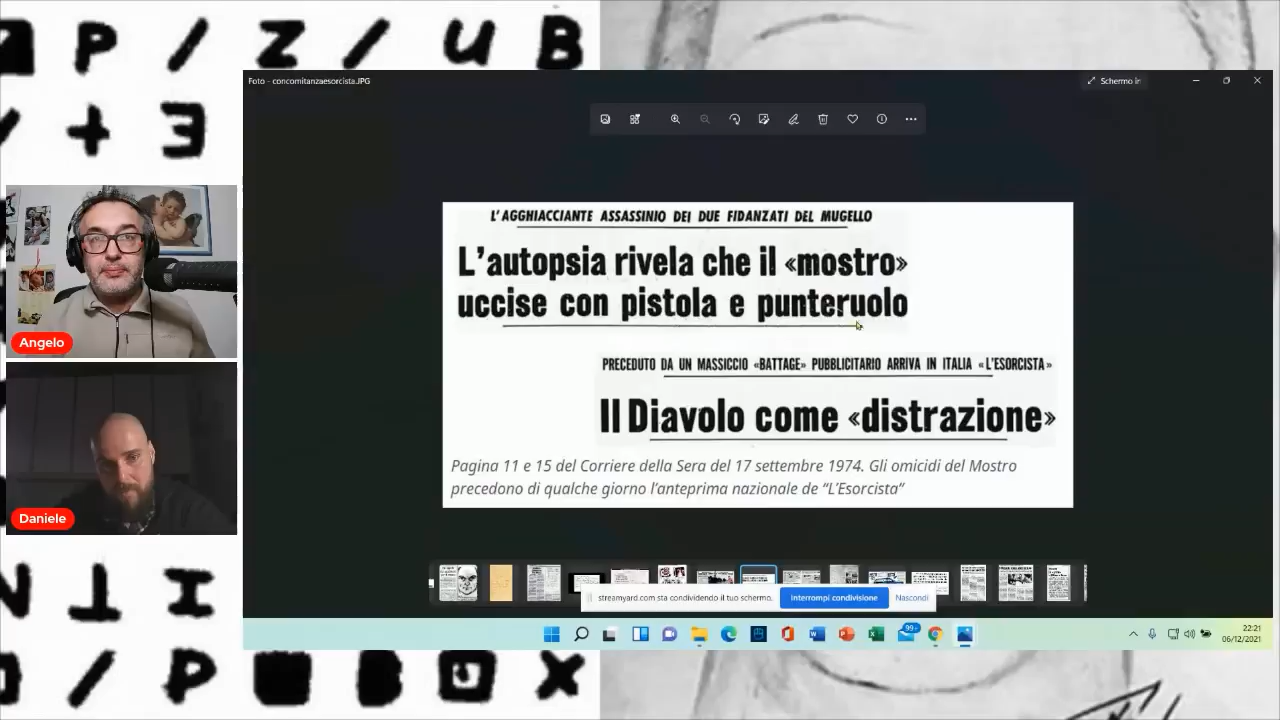 P / Z / U B
+ 3
Foto - concomitanzaesorcista.JPG
Schermo in
L'AGGHIACCIANTE ASSASSINIO DEI DUE FIDANZATI DEL MUGELLO
L'autopsia rivela che il «mostro»
uccise con pistola e punteruolo
PRECEDUTO DA UN MASSICCIO «BATTAGE» PUBBLICITARIO ARRIVA IN ITALIA «L'ESORCISTA»
Il Diavolo come «distrazione»
Pagina 11 e 15 del Corriere della Sera del 17 settembre 1974. Gli omicidi del Mostro
precedono di qualche giorno l'anteprima nazionale de "L'Esorcista"
Angelo
Daniele
streamyard.com sta condividendo il tuo schermo.
Interrompi condivisione
Nascondi
99+
22:21
06/12/2021